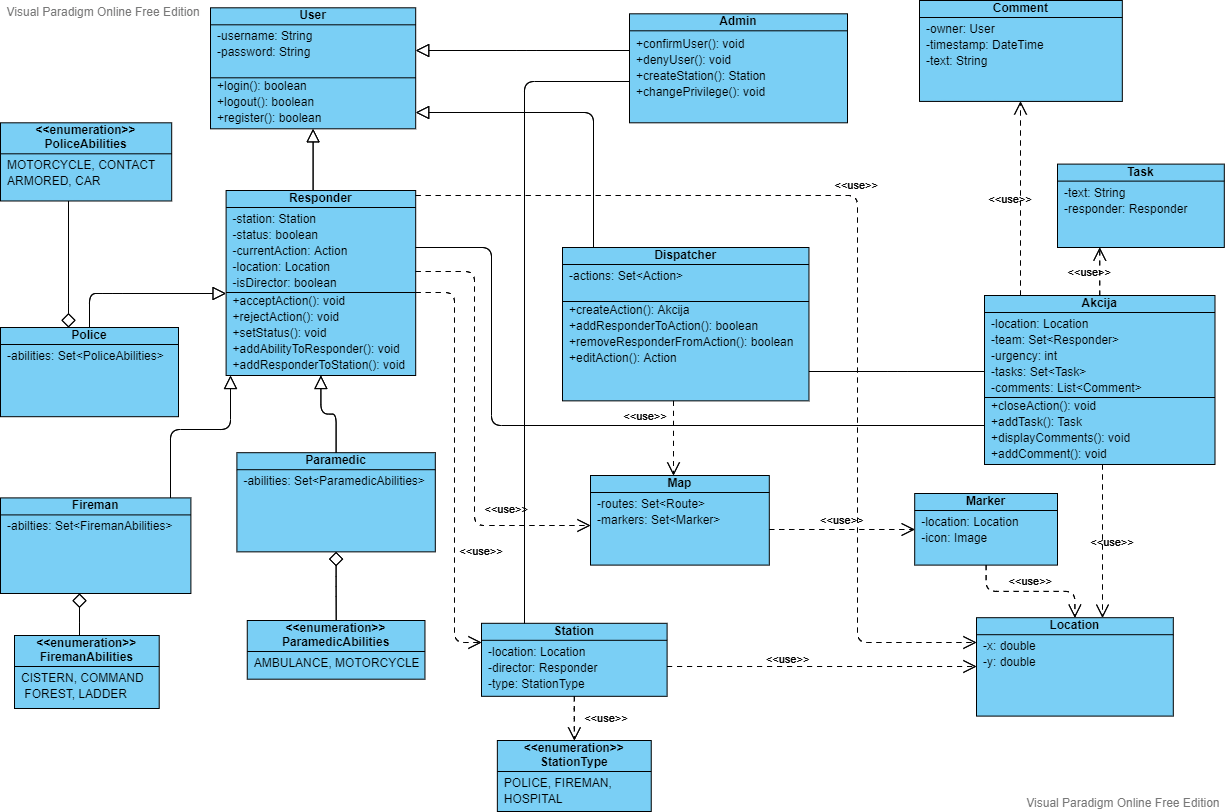 Visual Paradigm Online Free Edition
User
-username: String
-password: String
+login(): boolean
+logout(): boolean
+register(): boolean
Admin
+confirmUser(): void
+denyUser(): void
+createStation(): Station
+changePrivilege(): void
Comment
-owner: User
-timestamp: DateTime
-text: String
<<enumeration>>
PoliceAbilities
MOTORCYCLE, CONTACT
ARMORED, CAR
Task
-text: String
-responder: Responder
<<use>>
<<use>>
<<use>>
Responder
-station: Station
-status: boolean
-currentAction: Action
-location: Location
-isDirector: boolean
+acceptAction(): void
+rejectAction(): void
+setStatus(): void
+addAbilityToResponder(): void
+addResponderToStation(): void
Dispatcher
-actions: Set<Action>
+createAction(): Akcija
+addResponderToAction(): boolean
+removeResponderFromAction(): boolean
+editAction(): Action
Akcija
-location: Location
-team: Set<Responder>
-urgency: int
-tasks: Set<Task>
-comments: List<Comment>
+closeAction(): void
+addTask(): Task
+displayComments(): void
+addComment(): void
Police
-abilities: Set<PoliceAbilities>
<<use>>
Paramedic
-abilities: Set<ParamedicAbilities>
Map
-routes: Set<Route>
-markers: Set<Marker>
Marker
-location: Location
-icon: Image
Fireman
-abilties: Set<FiremanAbilities>
<<use>>
<<use>>
<<use>>
<<use>>
<<use>>
<<enumeration>>
FiremanAbilities
CISTERN, COMMAND
FOREST, LADDER
<<enumeration>>
ParamedicAbilities
AMBULANCE, MOTORCYCLE
Station
-location: Location
-director: Responder
-type: StationType
<<use>>
Location
-x: double
-y: double
<<use>>
<<enumeration>>
StationType
POLICE, FIREMAN,
HOSPITAL
Visual Paradigm Online Free Edition